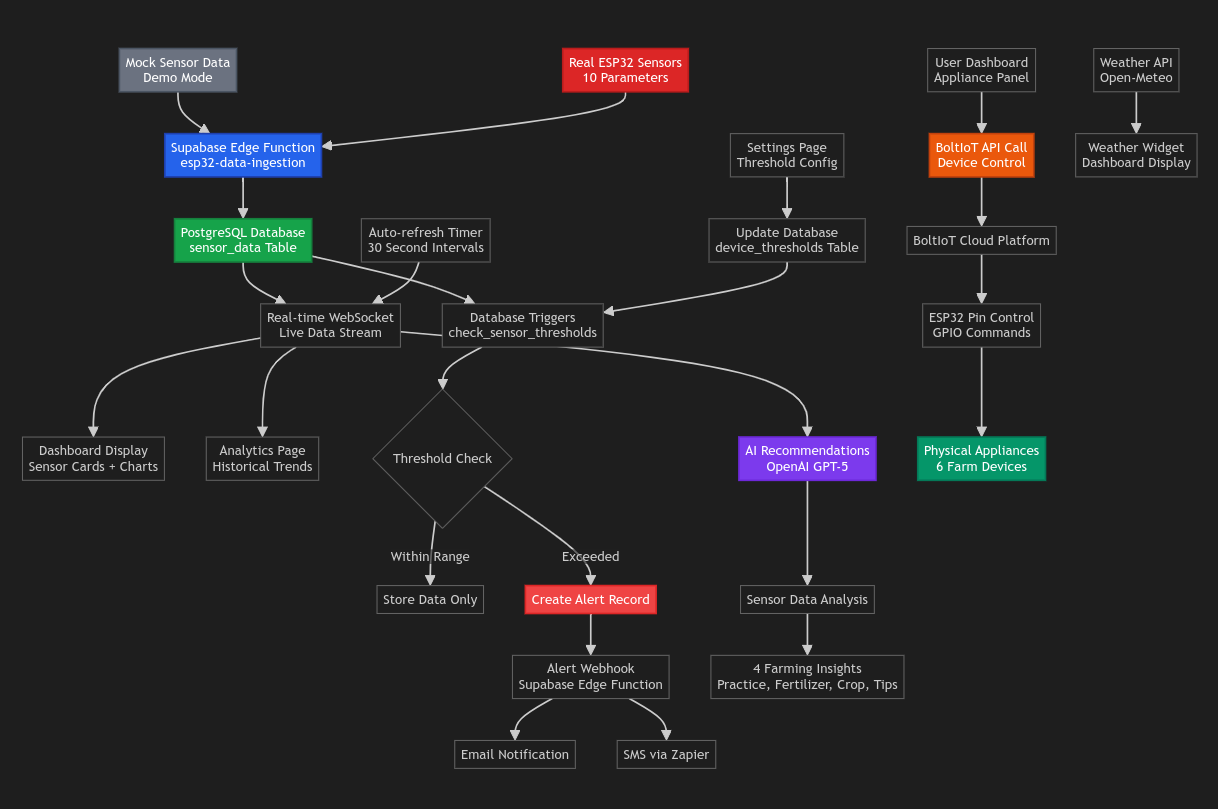 Mock Sensor Data
Demo Mode
Real ESP32 Sensors
10 Parameters
User Dashboard
Appliance Panel
Weather API
Open-Meteo
Supabase Edge Function
esp32-data-ingestion
Settings Page
Threshold Config
BoltIoT API Call
Device Control
Weather Widget
Dashboard Display
PostgreSQL Database
sensor_data Table
Auto-refresh Timer
30 Second Intervals
Update Database
device_thresholds Table
BoltIoT Cloud Platform
Real-time WebSocket
Live Data Stream
Database Triggers
check_sensor_thresholds
ESP32 Pin Control
GPIO Commands
Dashboard Display
Sensor Cards + Charts
Analytics Page
Historical Trends
Threshold Check
AI Recommendations
OpenAI GPT-5
Physical Appliances
6 Farm Devices
Within Range
Exceeded
Store Data Only
Create Alert Record
Sensor Data Analysis
Alert Webhook
Supabase Edge Function
4 Farming Insights
Practice, Fertilizer, Crop, Tips
Email Notification
SMS via Zapier